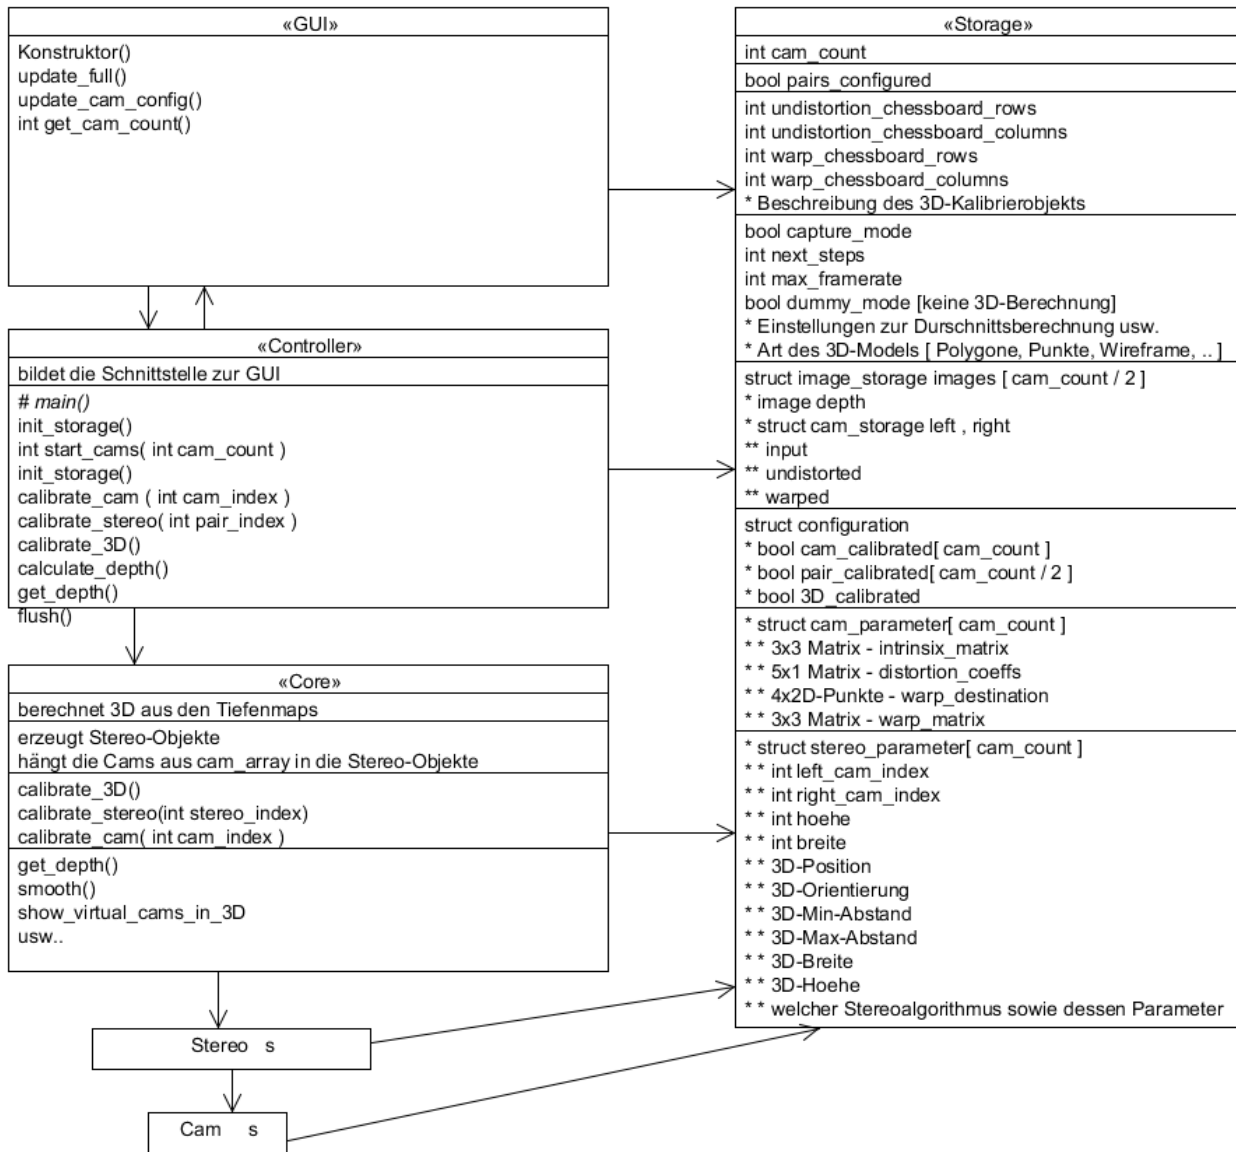 «GUI»
Konstruktor()
update_full()
update_cam_config()
int get_cam_count()
«Controller»
bildet die Schnittstelle zur GUI
# main()
init_storage()
int start_cams( int cam_count )
init_storage()
calibrate_cam ( int cam_index )
calibrate_stereo( int pair_index )
calibrate_3D()
calculate_depth()
get_depth()
flush()
«Core»
berechnet 3D aus den Tiefenmaps
erzeugt Stereo-Objekte
hängt die Cams aus cam_array in die Stereo-Objekte
calibrate_3D()
calibrate_stereo(int stereo_index)
calibrate_cam( int cam_index )
get_depth()
smooth()
show_virtual_cams_in_3D
usw..
Stereo s
Cam s
«Storage»
int cam_count
bool pairs_configured
int undistortion_chessboard_rows
int undistortion_chessboard_columns
int warp_chessboard_rows
int warp_chessboard_columns
* Beschreibung des 3D-Kalibrierobjekts
bool capture_mode
int next_steps
int max_framerate
bool dummy_mode [keine 3D-Berechnung]
* Einstellungen zur Durschnittsberechnung usw.
* Art des 3D-Models [ Polygone, Punkte, Wireframe, .. ]
struct image_storage images [ cam_count / 2 ]
* image depth
* struct cam_storage left , right
** input
** undistorted
** warped
struct configuration
* bool cam_calibrated[ cam_count ]
* bool pair_calibrated[ cam_count / 2 ]
* bool 3D_calibrated
* struct cam_parameter[ cam_count ]
* * 3x3 Matrix - intrinsix_matrix
* * 5x1 Matrix - distortion_coeffs
* * 4x2D-Punkte - warp_destination
* * 3x3 Matrix - warp_matrix
* struct stereo_parameter[ cam_count ]
* * int left_cam_index
* * int right_cam_index
* * int hoehe
* * int breite
* * 3D-Position
* * 3D-Orientierung
* * 3D-Min-Abstand
* * 3D-Max-Abstand
* * 3D-Breite
* * 3D-Hoehe
* * welcher Stereoalgorithmus sowie dessen Parameter